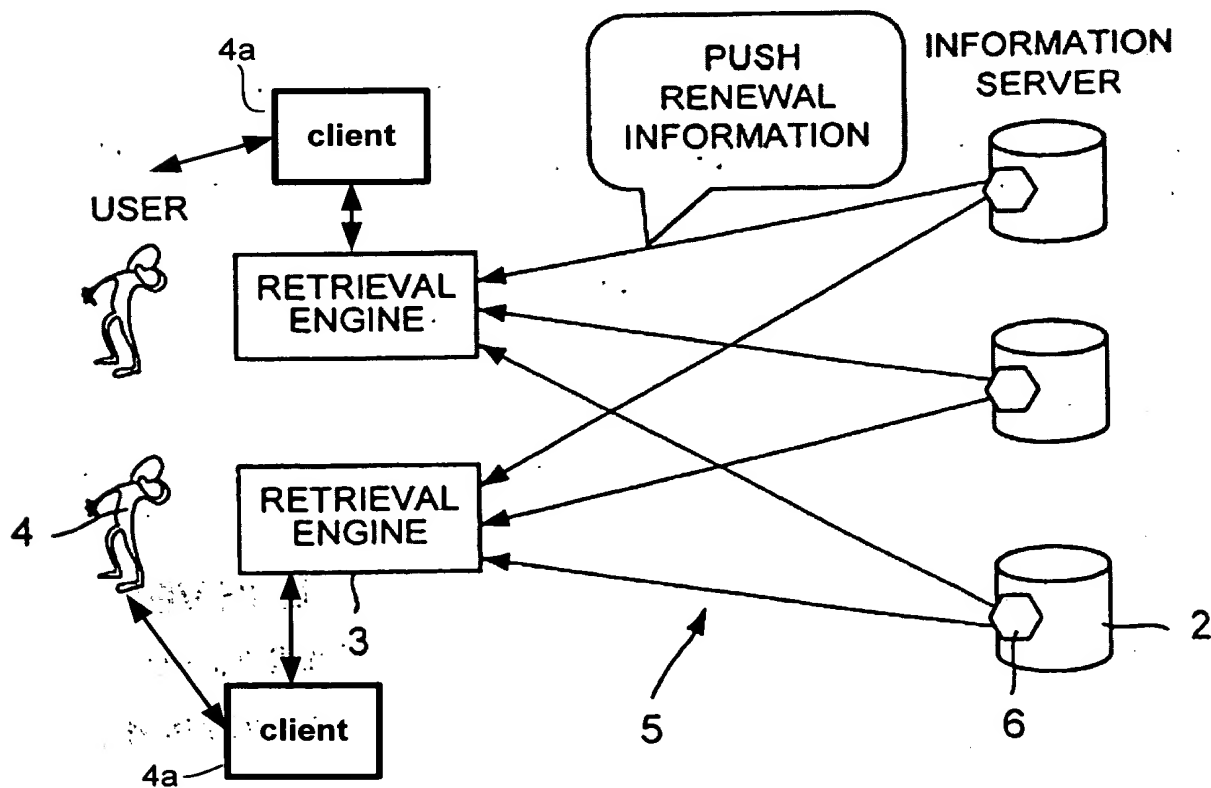 4a
client
USER
PUSH
RENEWAL
INFORMATION
INFORMATION
SERVER
RETRIEVAL
ENGINE
4
RETRIEVAL
ENGINE
3
client
4a
5
6
2